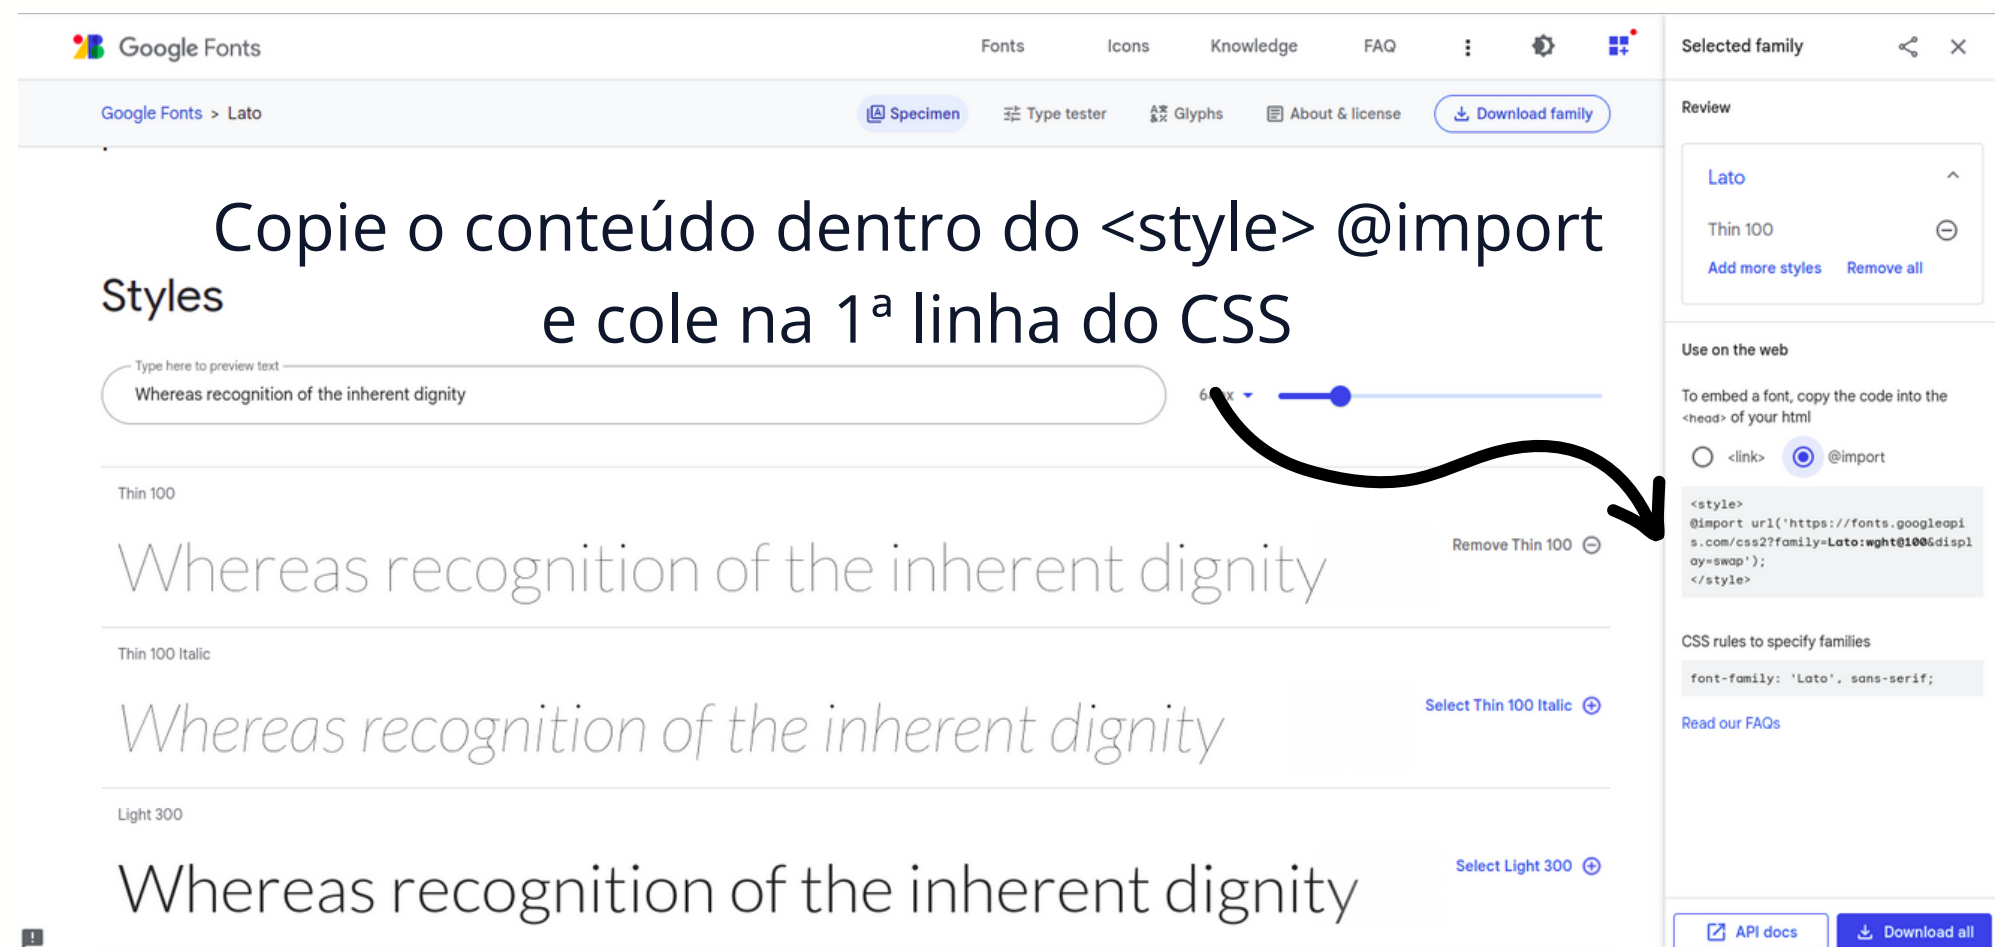 Google Fonts
Fonts
Icons
Knowledge
FAQ
Selected family
Google Fonts > Lato
Specimen
Type tester
Glyphs
About & license
Download family
Review
Lato
Thin 100
Add more styles
Remove all
Copie o conteúdo dentro do <style> @import
e cole na 1ª linha do CSS
Styles
Type here to preview text
Whereas recognition of the inherent dignity
Use on the web
To embed a font, copy the code into the
<head> of your html
<link>
@import
<style>
@import url('https://fonts.googleapi
s.com/css2?family=Lato:wght@100&displ
ay=swap');
</style>
CSS rules to specify families
font-family: 'Lato', sans-serif;
Read our FAQs
Thin 100
Whereas recognition of the inherent dignity
Remove Thin 100
Thin 100 Italic
Whereas recognition of the inherent dignity
Select Thin 100 Italic
Light 300
Whereas recognition of the inherent dignity
Select Light 300
API docs
Download all